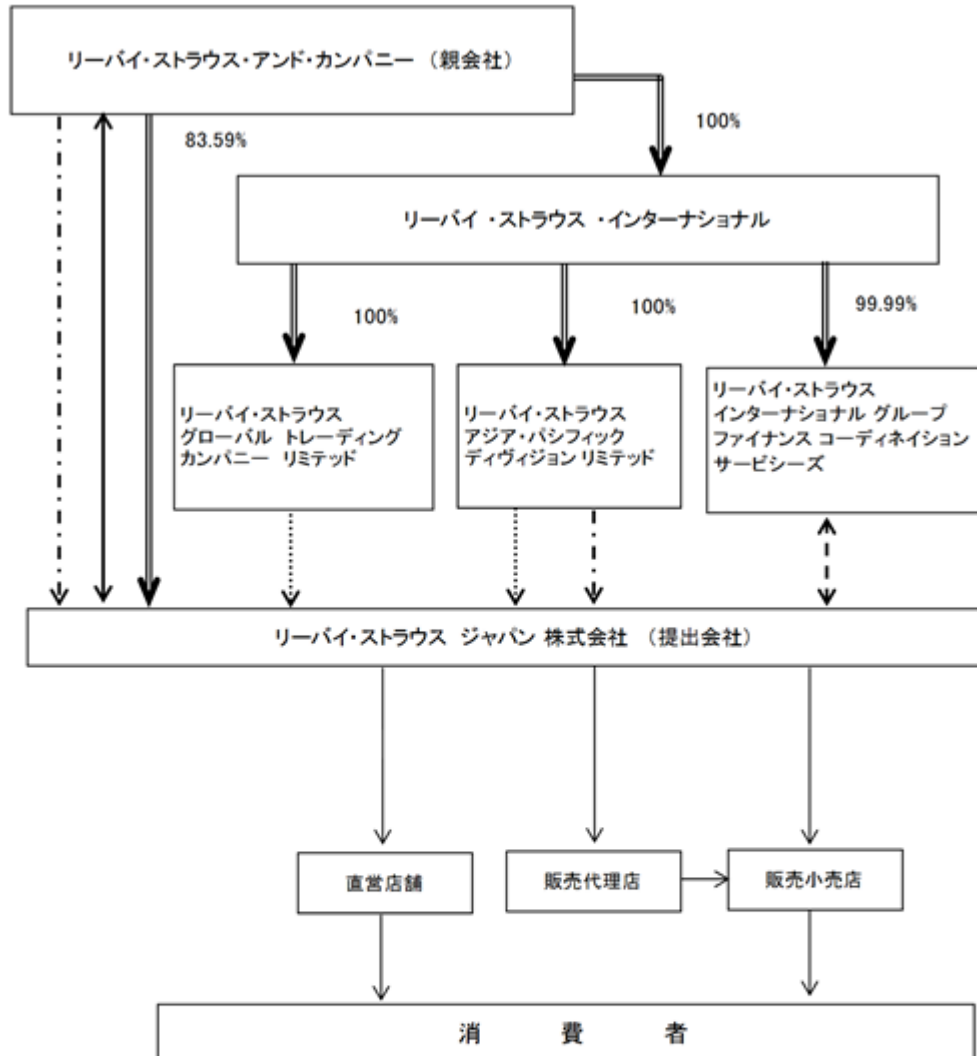 リーバイ・ストラウス・アンド・カンパニー （親会社）
83.59%
100%
リーバイ ・ストラウス ・インターナショナル
100%
100%
99.99%
リーバイ・ストラウス
グローバル トレーディング
カンパニー リミテッド
リーバイ・ストラウス
アジア・パシフィック
ディヴィジョン リミテッド
リーバイ・ストラウス
インターナショナル グループ
ファイナンス コーディネイション
サービシーズ
リーバイ・ストラウス ジャパン 株式会社 （提出会社）
直営店舗
販売代理店
販売小売店
消 費 者